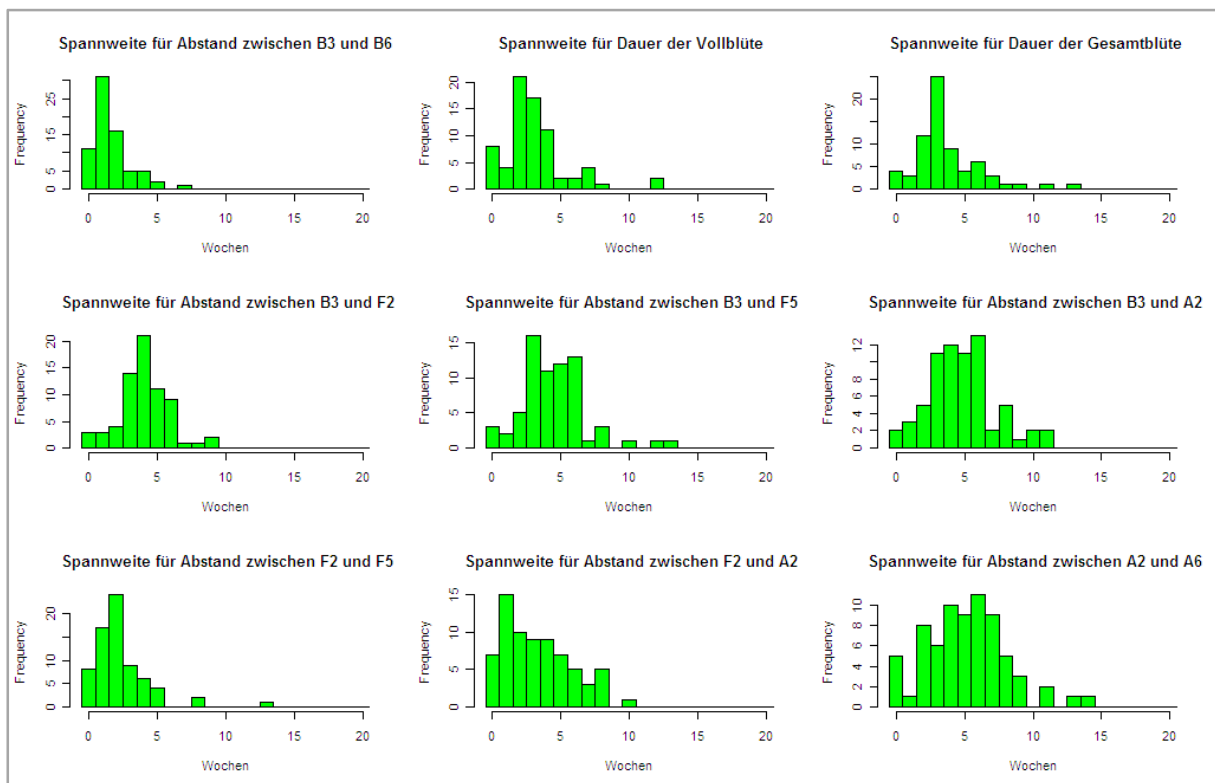 Spannweite für Abstand zwischen B3 und B6
Frequency
5 15 25
0 5 10 15 20
Wochen
Spannweite für Dauer der Vollblüte
Frequency
0 5 10 15 20
0 5 10 15 20
Wochen
Spannweite für Dauer der Gesamtblüte
Frequency
0 5 10 20
0 5 10 15 20
Wochen
Spannweite für Abstand zwischen B3 und F2
Frequency
0 5 10 15 20
0 5 10 15 20
Wochen
Spannweite für Abstand zwischen B3 und F5
Frequency
0 5 10 15
0 5 10 15 20
Wochen
Spannweite für Abstand zwischen B3 und A2
Frequency
0 2 4 6 8 12
0 5 10 15 20
Wochen
Spannweite für Abstand zwischen F2 und F5
Frequency
0 5 10 20
0 5 10 15 20
Wochen
Spannweite für Abstand zwischen F2 und A2
Frequency
0 5 10 15
0 5 10 15 20
Wochen
Spannweite für Abstand zwischen A2 und A6
Frequency
0 2 4 6 8 10
0 5 10 15 20
Wochen